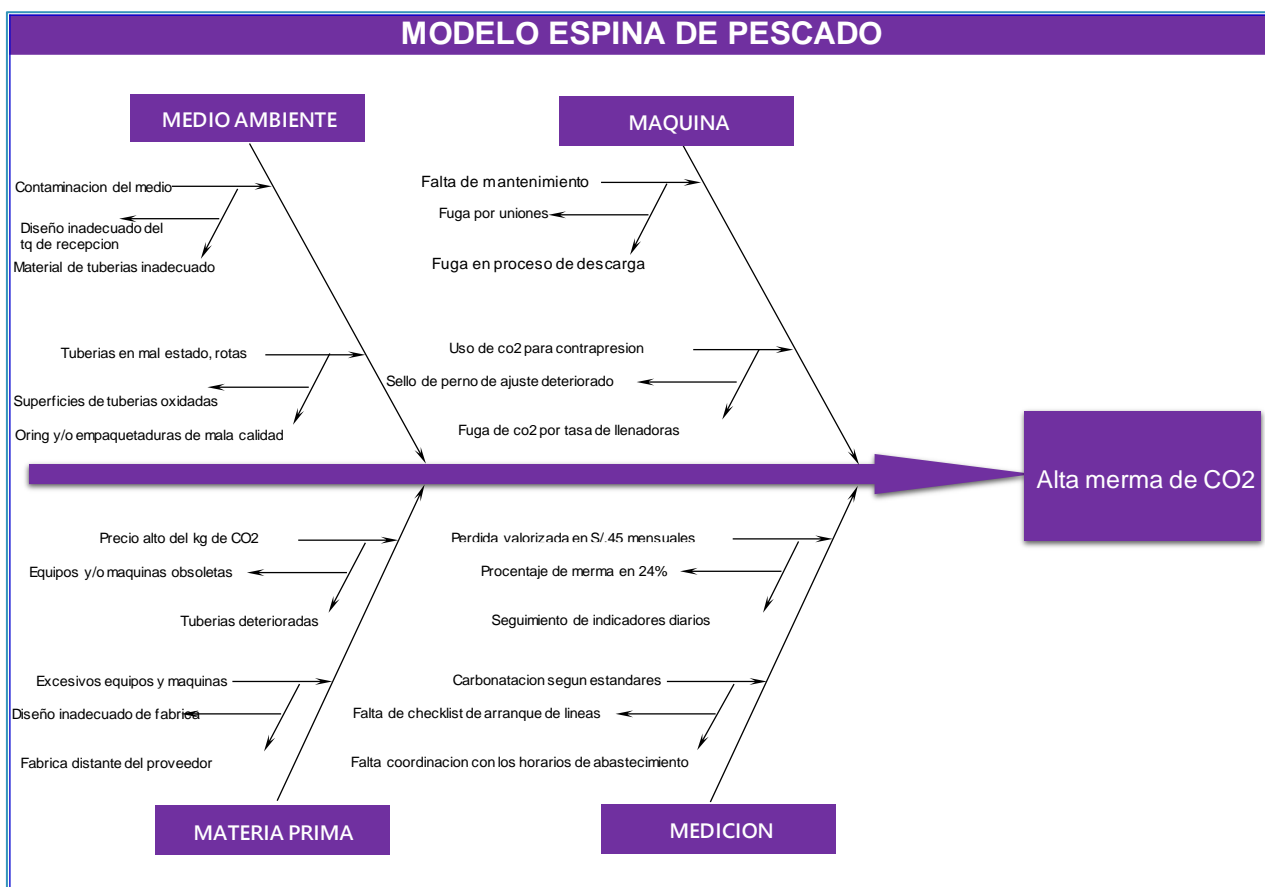 MODELO ESPINA DE PESCADO
MEDIO AMBIENTE
MAQUINA
Contaminacion del medio
Diseño inadecuado del
tq de recepcion
Material de tuberias inadecuado
Falta de mantenimiento
Fuga por uniones
Fuga en proceso de descarga
Tuberias en mal estado, rotas
Superficies de tuberias oxidadas
Oring y/o empaquetaduras de mala calidad
Uso de co2 para contrapresion
Sello de perno de ajuste deteriorado
Fuga de co2 por tasa de llenadoras
Alta merma de CO2
Precio alto del kg de CO2
Equipos y/o maquinas obsoletas
Tuberias deterioradas
Perdida valorizada en S/.45 mensuales
Procentaje de merma en 24%
Seguimiento de indicadores diarios
Excesivos equipos y maquinas
Diseño inadecuado de fabrica
Fabrica distante del proveedor
Carbonatacion segun estandares
Falta de checklist de arranque de lineas
Falta coordinacion con los horarios de abastecimiento
MATERIA PRIMA
MEDICION